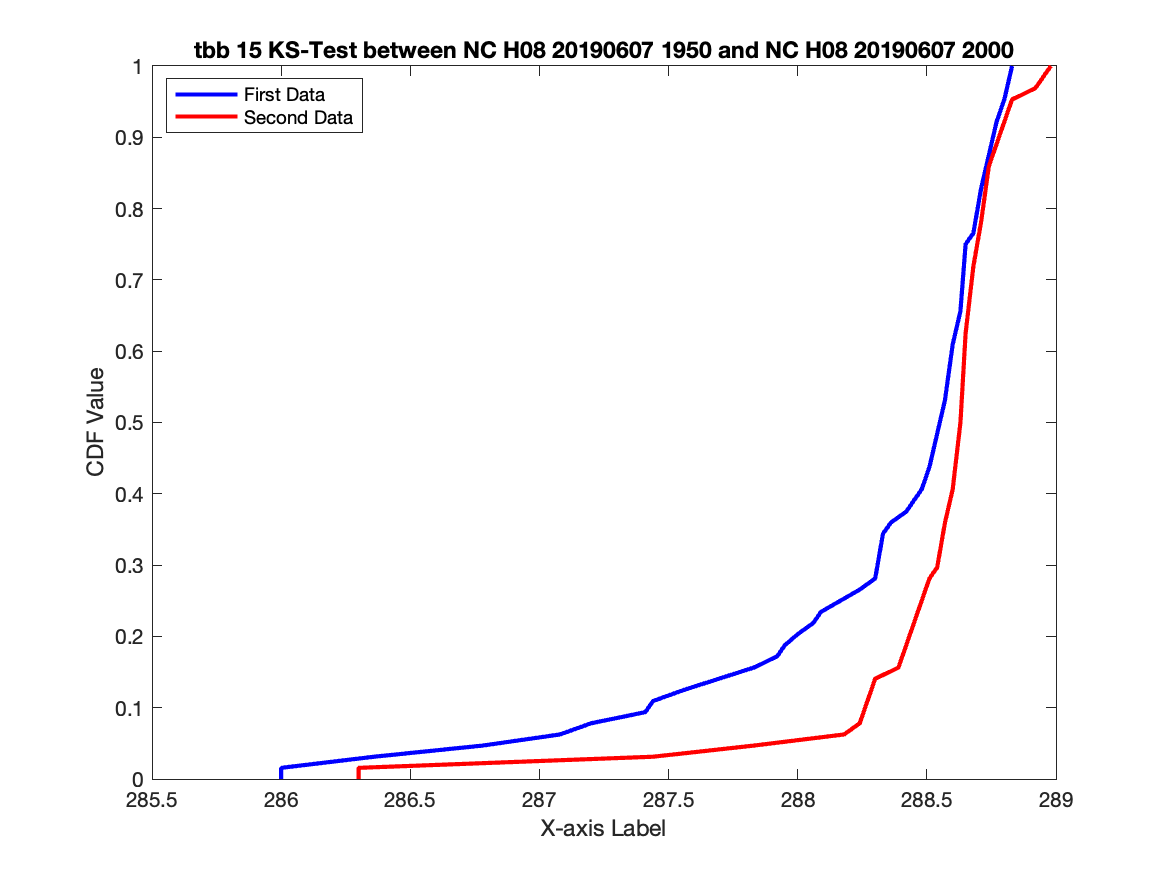 tbb 15 KS-Test between NC H08 20190607 1950 and NC H08 20190607 2000
First Data
Second Data
1
0.9
0.8
0.7
0.6
0.5
0.4
0.3
0.2
0.1
0
CDF Value
285.5 286 286.5 287 287.5 288 288.5 289
X-axis Label